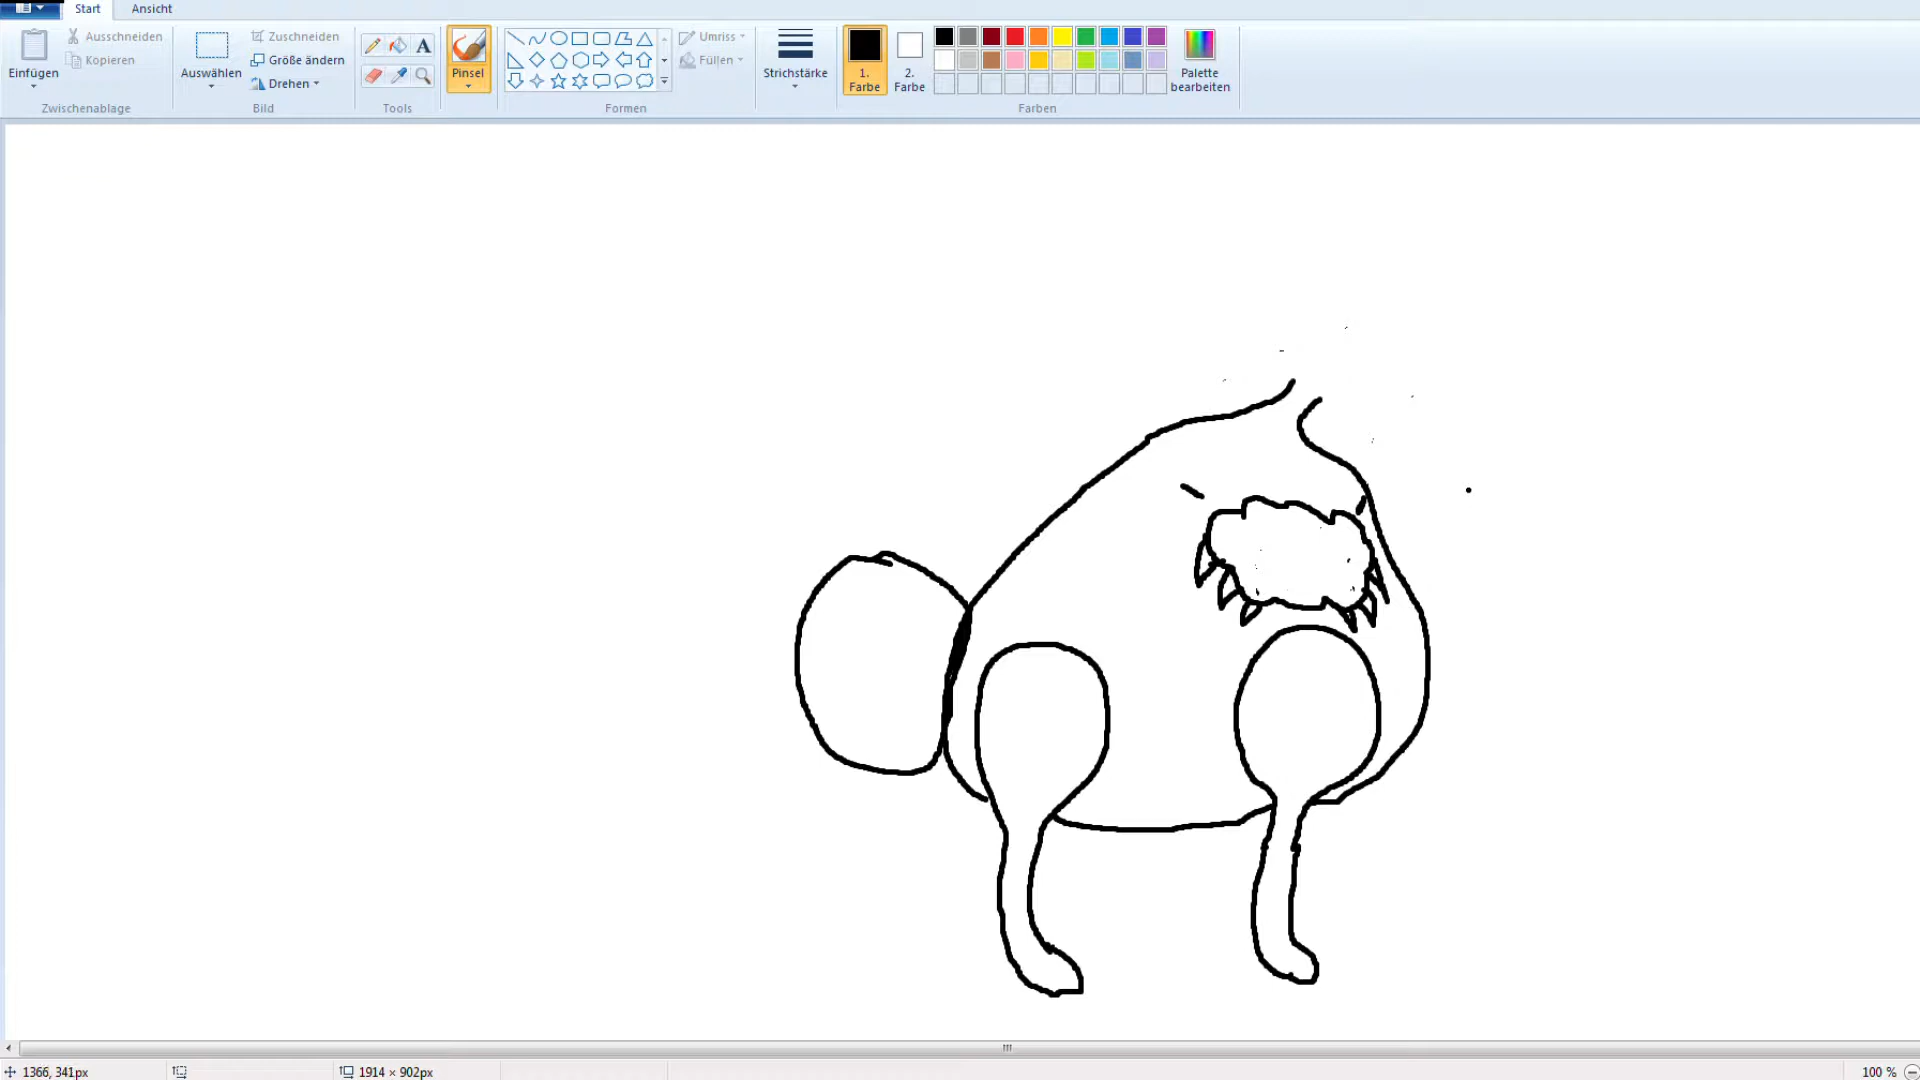 Start Ansicht
Einfügen
Ausschneiden
Kopieren
Zwischenablage
Auswählen
Zuschneiden
Größe ändern
Drehen
Bild
A
Tools
Pinsel
Umriss
Füllen
Formen
Strichstärke
1.
Farbe
2.
Farbe
Palette
bearbeiten
Farben
1366, 341px
1914 × 902px
100 %